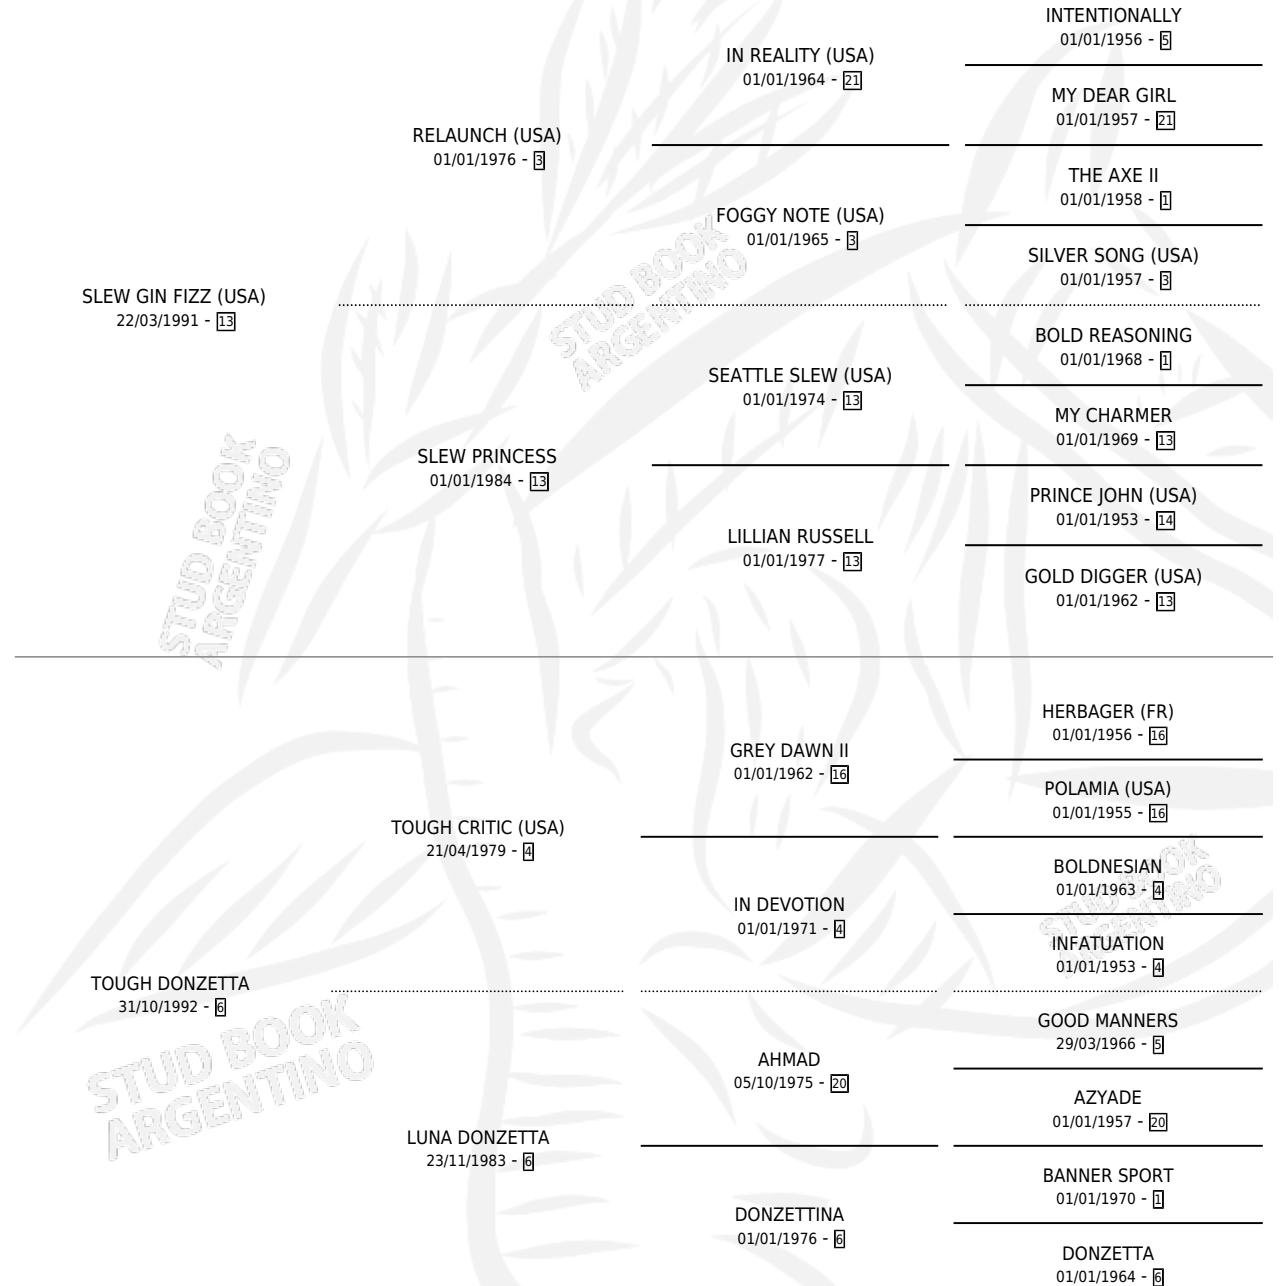 INTENTIONALLY
01/01/1956 - 5
IN REALITY (USA)
01/01/1964 - 21
MY DEAR GIRL
01/01/1957 - 21
RELAUNCH (USA)
01/01/1976 - 3
THE AXE II
01/01/1958 - 1
FOGGY NOTE (USA)
01/01/1965 - 3
SILVER SONG (USA)
01/01/1957 - 3
SLEW GIN FIZZ (USA)
22/03/1991 - 13
BOLD REASONING
01/01/1968 - 1
SEATTLE SLEW (USA)
01/01/1974 - 13
MY CHARMER
01/01/1969 - 13
SLEW PRINCESS
01/01/1984 - 13
PRINCE JOHN (USA)
01/01/1953 - 14
LILLIAN RUSSELL
01/01/1977 - 13
GOLD DIGGER (USA)
01/01/1962 - 13
HERBAGER (FR)
01/01/1956 - 16
GREY DAWN II
01/01/1962 - 16
POLAMIA (USA)
01/01/1955 - 16
TOUGH CRITIC (USA)
21/04/1979 - 4
BOLDNESIAN
01/01/1963 - 4
IN DEVOTION
01/01/1971 - 4
INFATUATION
01/01/1953 - 4
TOUGH DONZETTA
31/10/1992 - 6
GOOD MANNERS
29/03/1966 - 5
AHMAD
05/10/1975 - 20
AZYADE
01/01/1957 - 20
LUNA DONZETTA
23/11/1983 - 6
BANNER SPORT
01/01/1970 - 1
DONZETTINA
01/01/1976 - 6
DONZETTA
01/01/1964 - 6
STUD BOOK
ARGENTINO
STUD BOOK
ARGENTINO
STUD BOOK
ARGENTINO
STUD BOOK
ARGENTINO